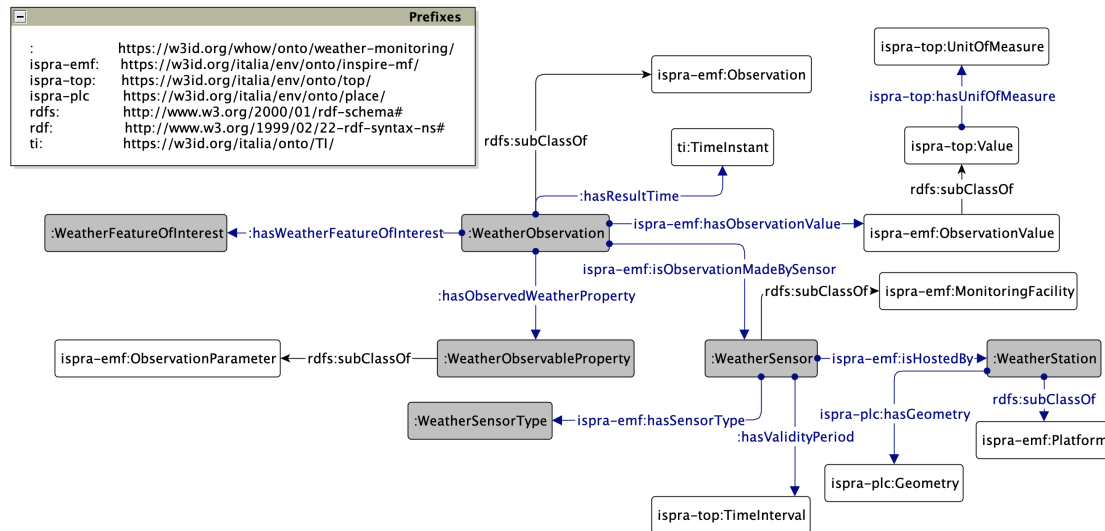 Prefixes
: https://w3id.org/whow/onto/weather-monitoring/
ispra-emf: https://w3id.org/italia/env/onto/inspire-mf/
ispra-top: https://w3id.org/italia/env/onto/top/
ispra-plc https://w3id.org/italia/env/onto/place/
rdfs: http://www.w3.org/2000/01/rdf-schema#
rdf: http://www.w3.org/1999/02/22-rdf-syntax-ns#
ti: https://w3id.org/italia/onto/TI/
ispra-top:UnitOfMeasure
ispra-emf:Observation
ispra-top:hasUnifOfMeasure
rdfs:subClassOf
ti:TimeInstant
ispra-top:Value
:hasResultTime
rdfs:subClassOf
:WeatherFeatureOfInterest
:hasWeatherFeatureOfInterest
:WeatherObservation
ispra-emf:hasObservationValue
ispra-emf:ObservationValue
ispra-emf:isObservationMadeBySensor
:hasObservedWeatherProperty
rdfs:subClassOf
ispra-emf:MonitoringFacility
ispra-emf:ObservationParameter
rdfs:subClassOf
:WeatherObservableProperty
:WeatherSensor
ispra-emf:isHostedBy
:WeatherStation
rdfs:subClassOf
ispra-plc:hasGeometry
:WeatherSensorType
ispra-emf:hasSensorType
:hasValidityPeriod
ispra-emf:Platform
ispra-plc:Geometry
ispra-top:TimeInterval